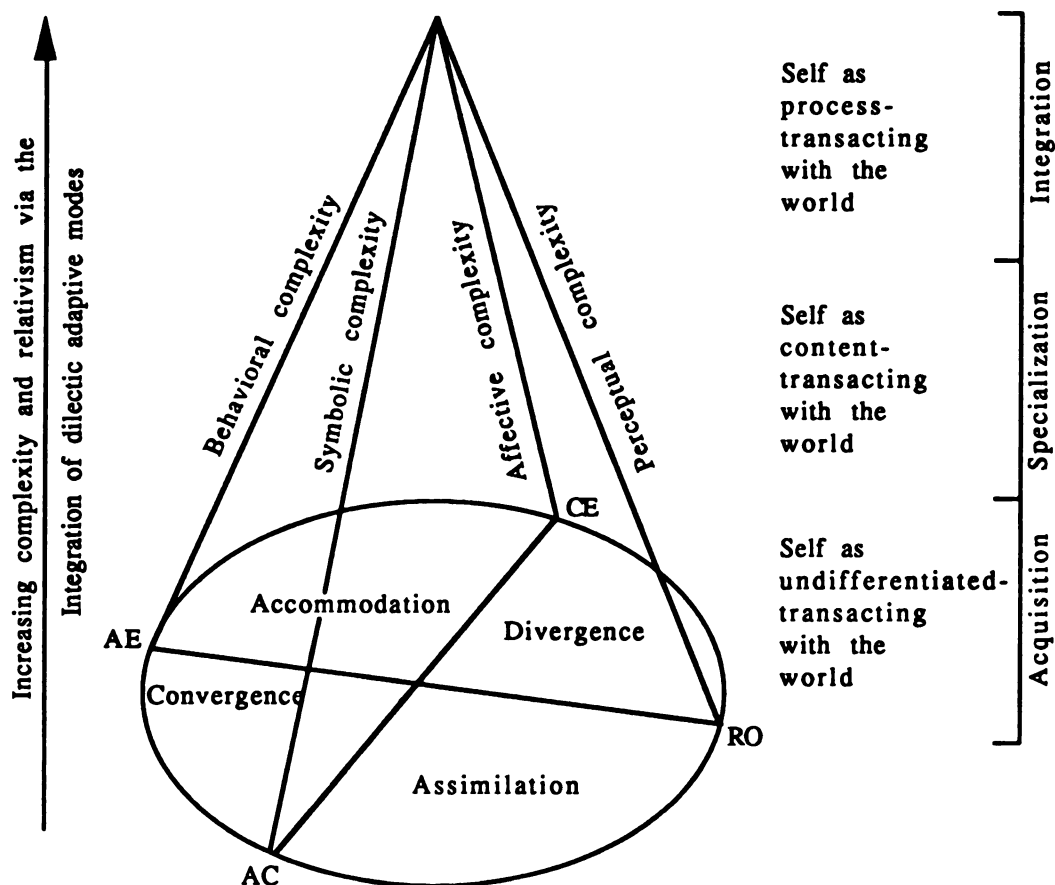 Increasing complexity and relativism via the
Integration of dilectic adaptive modes
Behavioral complexity
Symbolic complexity
Affective complexity
Perceptual complexity
CE
Accommodation
Divergence
AE
Convergence
RO
Assimilation
AC
Self as
process-
transacting
with the
world
Integration
Self as
content-
transacting
with the
world
Specialization
Self as
undifferentiated-
transacting
with the
world
Acquisition